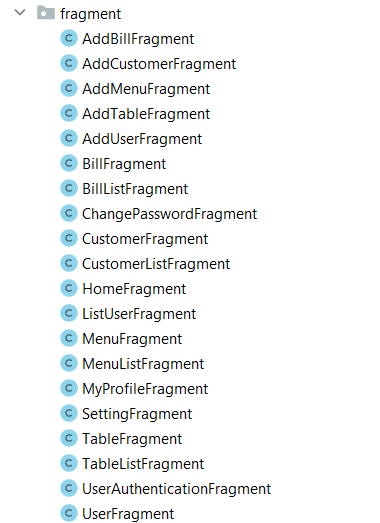 fragment
C AddBillFragment
C AddCustomerFragment
C AddMenuFragment
C AddTableFragment
C AddUserFragment
C BillFragment
C BillListFragment
C ChangePasswordFragment
C CustomerFragment
C CustomerListFragment
C HomeFragment
C ListUserFragment
C MenuFragment
C MenuListFragment
C MyProfileFragment
C SettingFragment
C TableFragment
C TableListFragment
C UserAuthenticationFragment
C UserFragment